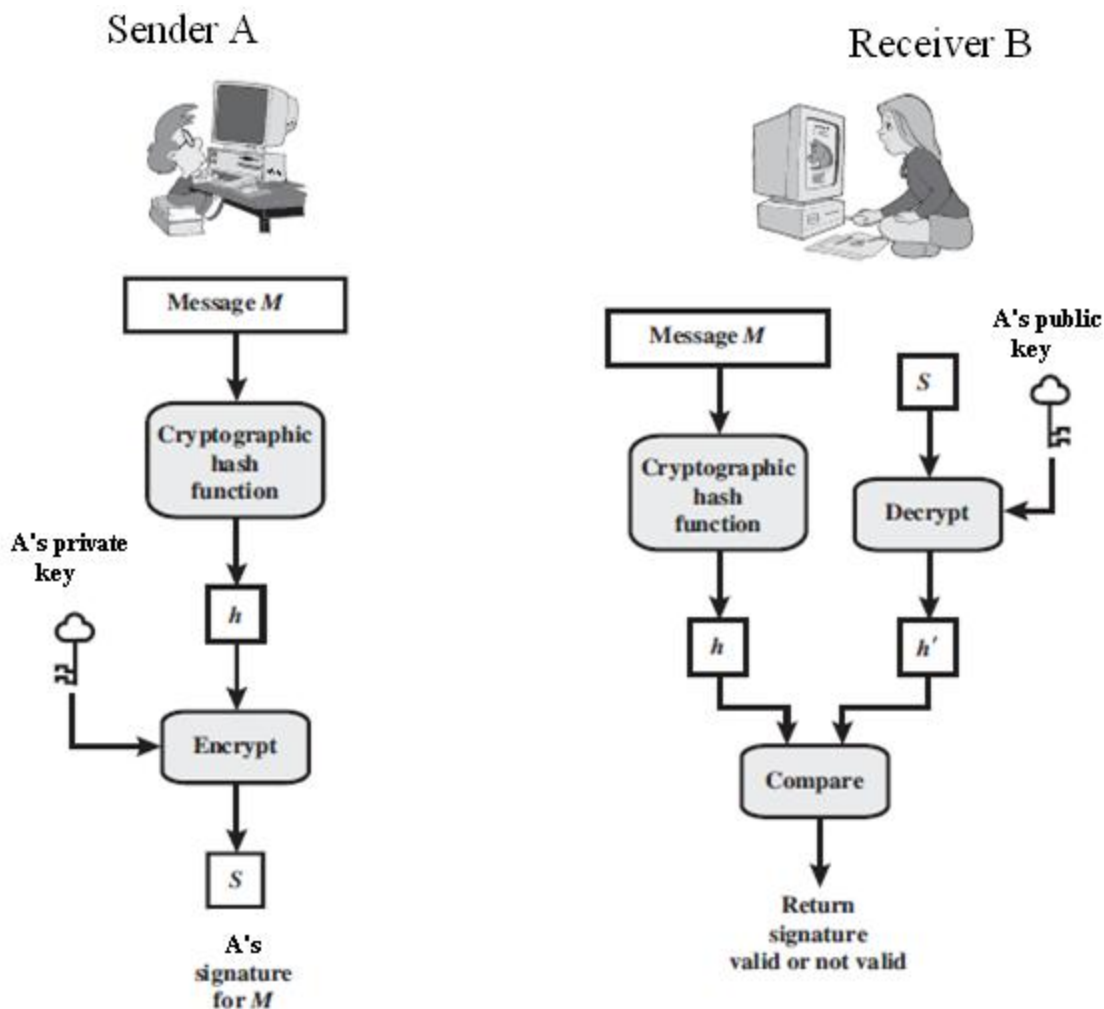 Sender A
Message M
Cryptographic
hash
function
A's private
key
h
Encrypt
S
A's
signature
for M
Receiver B
Message M
A's public
key
S
Cryptographic
hash
function
Decrypt
h
h'
Compare
Return
signature
valid or not valid